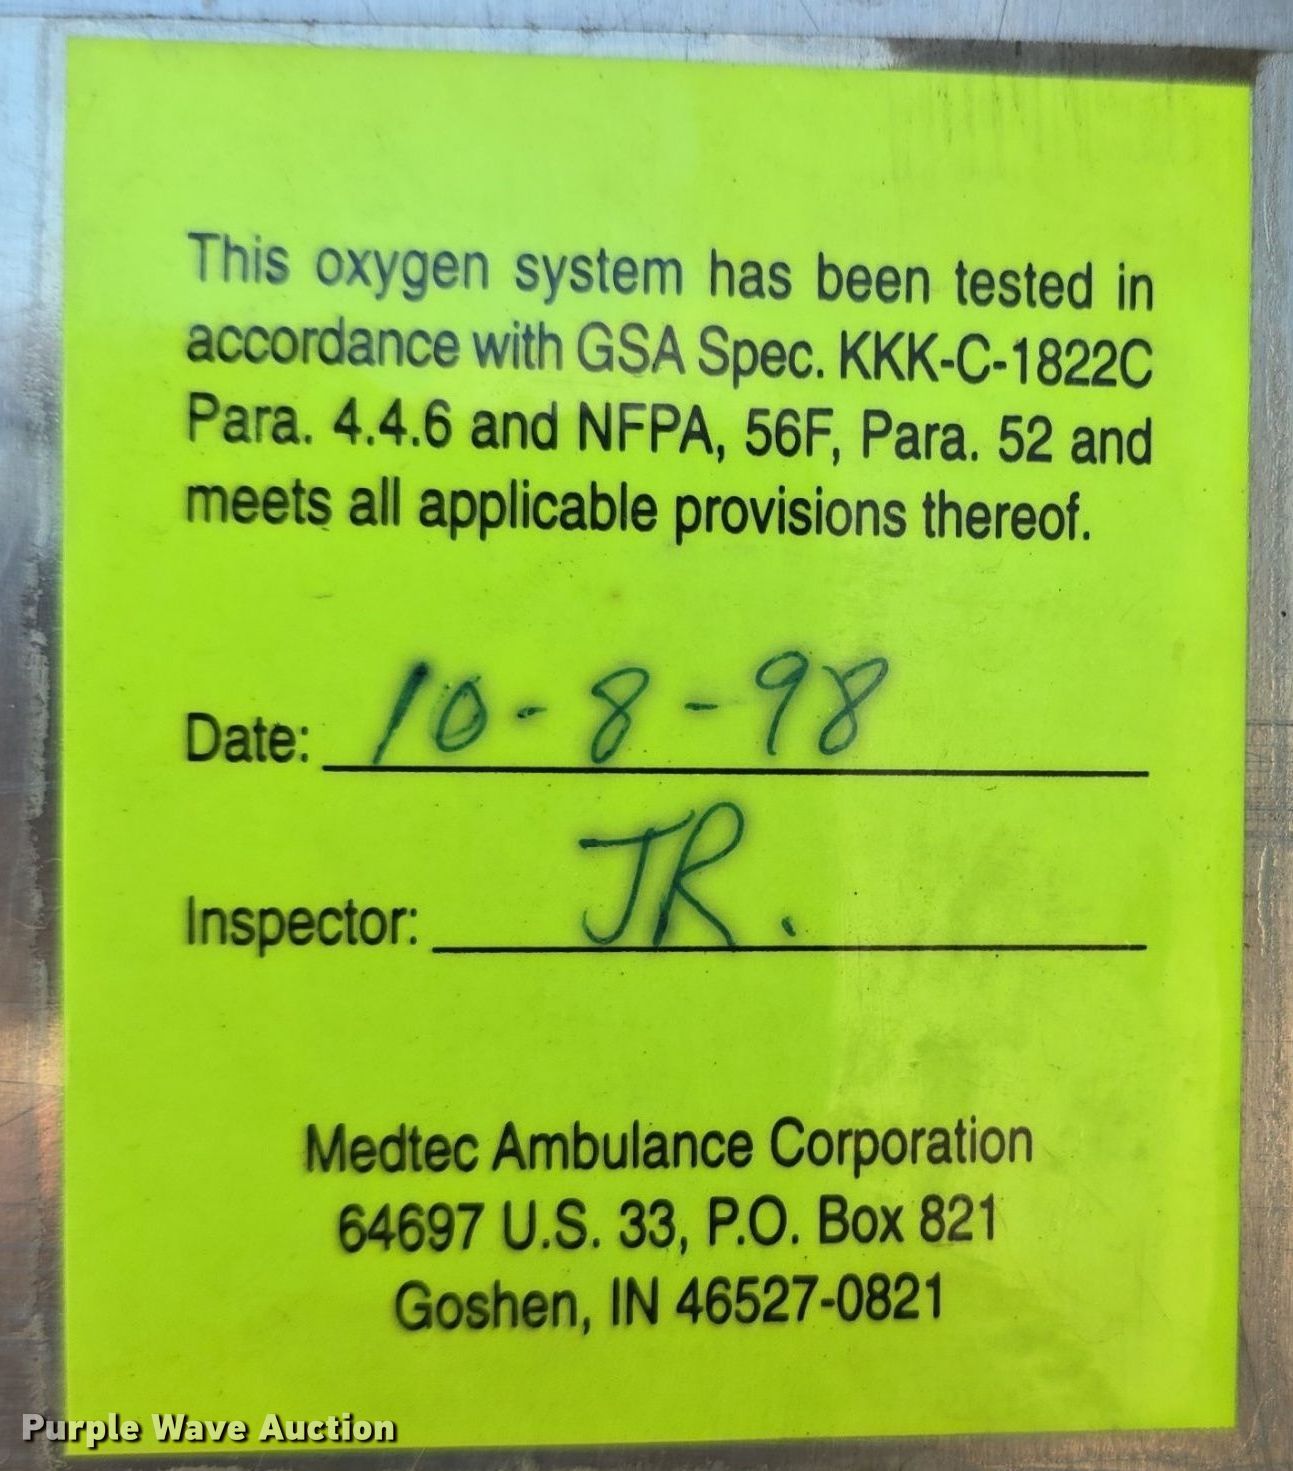 This oxygen system has been tested in
accordance with GSA Spec. KKK-C-1822C
Para. 4.4.6 and NFPA, 56F, Para. 52 and
meets all applicable provisions thereof.
Date: 10-8-98
Inspector: JR.
Medtec Ambulance Corporation
64697 U.S. 33, P.O. Box 821
Goshen, IN 46527-0821
Purple Wave Auction